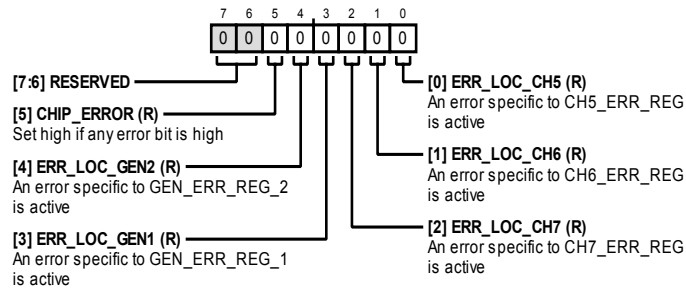 7 6 5 4 3 2 1 0
0 0 0 0 0 0 0 0
[7:6] RESERVED
[5] CHIP_ERROR (R)
Set high if any error bit is high
[4] ERR_LOC_GEN2 (R)
An error specific to GEN_ERR_REG_2
is active
[3] ERR_LOC_GEN1 (R)
An error specific to GEN_ERR_REG_1
is active
[0] ERR_LOC_CH5 (R)
An error specific to CH5_ERR_REG
is active
[1] ERR_LOC_CH6 (R)
An error specific to CH6_ERR_REG
is active
[2] ERR_LOC_CH7 (R)
An error specific to CH7_ERR_REG
is active